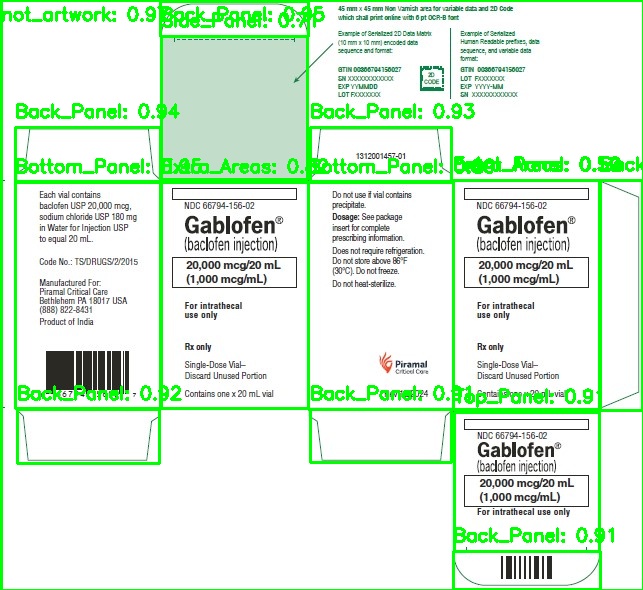 not_artwork: 0.9
Back_Panel: 0.95
45 mm x 45 mm Non Varnish area for variable data and 2D Code
which shall print online with 6 pt OCR-B font
Example of Serialized 2D Data Matrix
(10 mm x 10 mm) encoded data
sequence and format:
GTIN 00366794156027
SN XXXXXXXXXXXXX
EXP YYMMDD
LOT FXXXXXXX
2D
CODE
Example of Serialized
Human Readable prefixes, data
sequence, and variable data
format:
GTIN 00366794156027
LOT FXXXXXXX
EXP YYYY-MM
SN XXXXXXXXXXXXX
Back_Panel: 0.94
Back_Panel: 0.93
1312001457-01
Bottom_Panel:
Extra_Areas:
Bottom_Panel:
Each vial contains
baclofen USP 20,000 mcg,
sodium chloride USP 180 mg
in Water for Injection USP
to equal 20 mL.
Code No.: TS/DRUGS/2/2015
Manufactured For:
Piramal Critical Care
Bethlehem PA 18017 USA
(888) 822-8431
Product of India
NDC 66794-156-02
Gablofen®
(baclofen injection)
20,000 mcg/20 mL
(1,000 mcg/mL)
For intrathecal
use only
Rx only
Single-Dose Vial–
Discard Unused Portion
Contains one x 20 mL vial
Do not use if vial contains
precipitate.
Dosage: See package
insert for complete
prescribing information.
Does not require refrigeration.
Do not store above 86°F
(30°C). Do not freeze.
Do not heat-sterilize.
Piramal
Critical Care
NDC 66794-156-02
Gablofen®
(baclofen injection)
20,000 mcg/20 mL
(1,000 mcg/mL)
For intrathecal
use only
Rx only
Single-Dose Vial–
Discard Unused Portion
Contains one x 20 mL vial
Back_Panel: 0.92
Back_Panel: 0.91
Top_Panel: 0.91
NDC 66794-156-02
Gablofen®
(baclofen injection)
20,000 mcg/20 mL
(1,000 mcg/mL)
For intrathecal use only
Back_Panel: 0.91